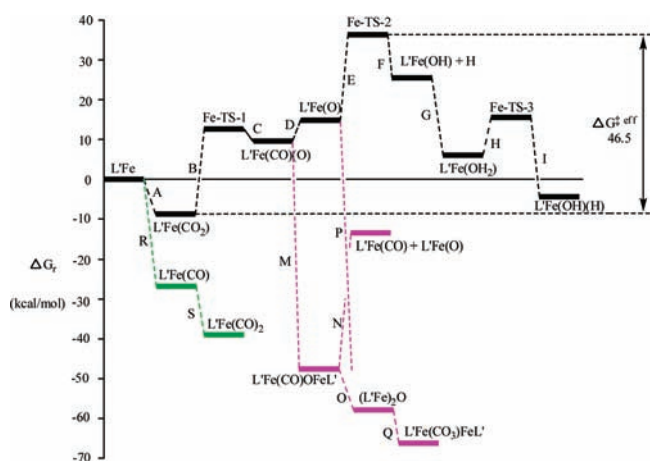 40
30
20
10
0
-10
-20
-30
-40
-50
-60
-70
ΔGr
(kcal/mol)
L'Fe
A
L'Fe(CO2)
B
Fe-TS-1
C
L'Fe(CO)(O)
D
L'Fe(O)
E
Fe-TS-2
F
L'Fe(OH) + H
G
L'Fe(OH2)
H
Fe-TS-3
I
L'Fe(OH)(H)
ΔG‡ eff
46.5
R
L'Fe(CO)
S
L'Fe(CO)2
M
L'Fe(CO)OFeL'
N
P
L'Fe(CO) + L'Fe(O)
O
(L'Fe)2O
Q
L'Fe(CO3)FeL'